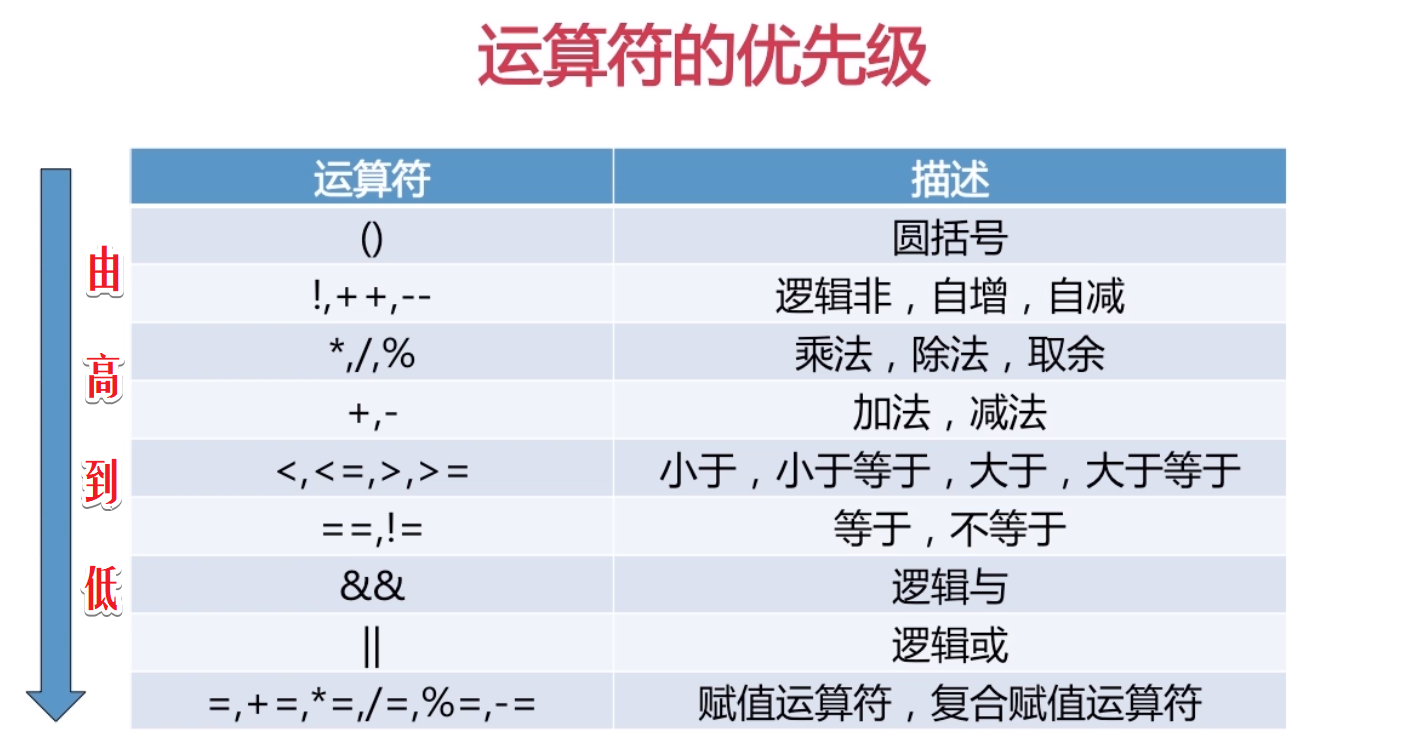 运算符的优先级
运算符 描述
() 圆括号
!,++,-- 逻辑非，自增，自减
*,/,% 乘法，除法，取余
+,- 加法，减法
<,<=,>,>= 小于，小于等于，大于，大于等于
==,!= 等于，不等于
&& 逻辑与
|| 逻辑或
=,+=,*=,/=,%=,-= 赋值运算符，复合赋值运算符
由
高
到
低